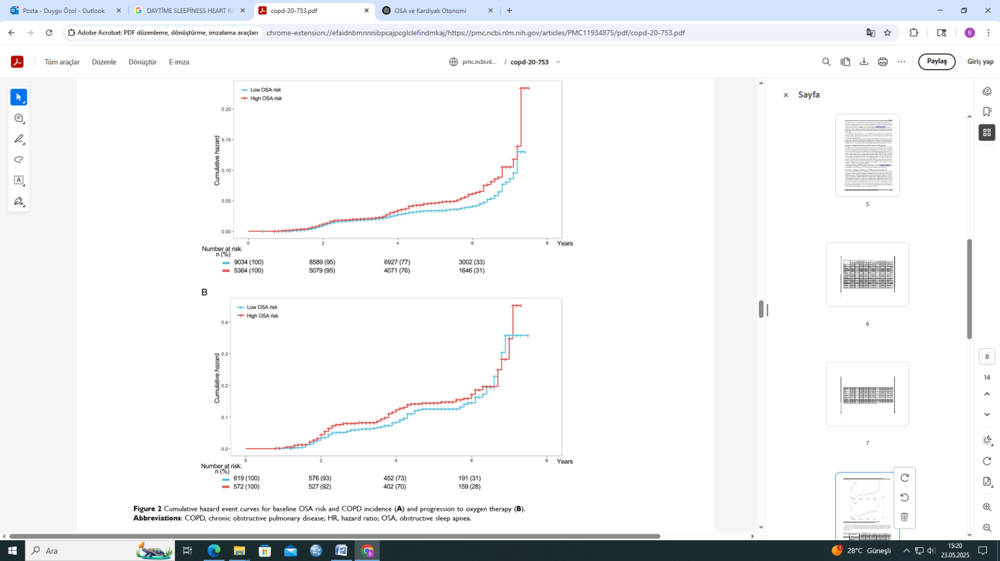 Posta - Duygu Özol - Outlook
DAYTİME SLEEPİNESS HEART RA
copd-20-753.pdf
OSA ve Kardiyak Otonomi
Adobe Acrobat: PDF düzenleme, dönüştürme, imzalama araçları
chrome-extension://efaidnbmnnnibpcajpcglclefindmkaj/https://pmc.ncbi.nlm.nih.gov/articles/PMC11934875/pdf/copd-20-753.pdf
B
Tüm araçlar
Düzenle
Dönüştür
E-imza
pmc.ncbi.nl... / copd-20-753
Paylaş
Giriş yap
Low OSA risk
High OSA risk
Cumulative hazard
0.20
0.15
0.10
0.05
0.00
0 2 4 6 8 Years
Number at risk:
n (%)
9034 (100) 8589 (95) 6927 (77) 3002 (33)
5364 (100) 5079 (95) 4071 (76) 1646 (31)
B
Low OSA risk
High OSA risk
Cumulative hazard
0.4
0.3
0.2
0.1
0.0
0 2 4 6 8 Years
Number at risk:
n (%)
619 (100) 576 (93) 452 (73) 191 (31)
572 (100) 527 (92) 402 (70) 159 (28)
Figure 2 Cumulative hazard event curves for baseline OSA risk and COPD incidence (A) and progression to oxygen therapy (B).
Abbreviations: COPD, chronic obstructive pulmonary disease; HR, hazard ratio; OSA, obstructive sleep apnea.
Sayfa
5
6
7
8
14
Ara
1
28°C Güneşli
15:20
23.05.2025